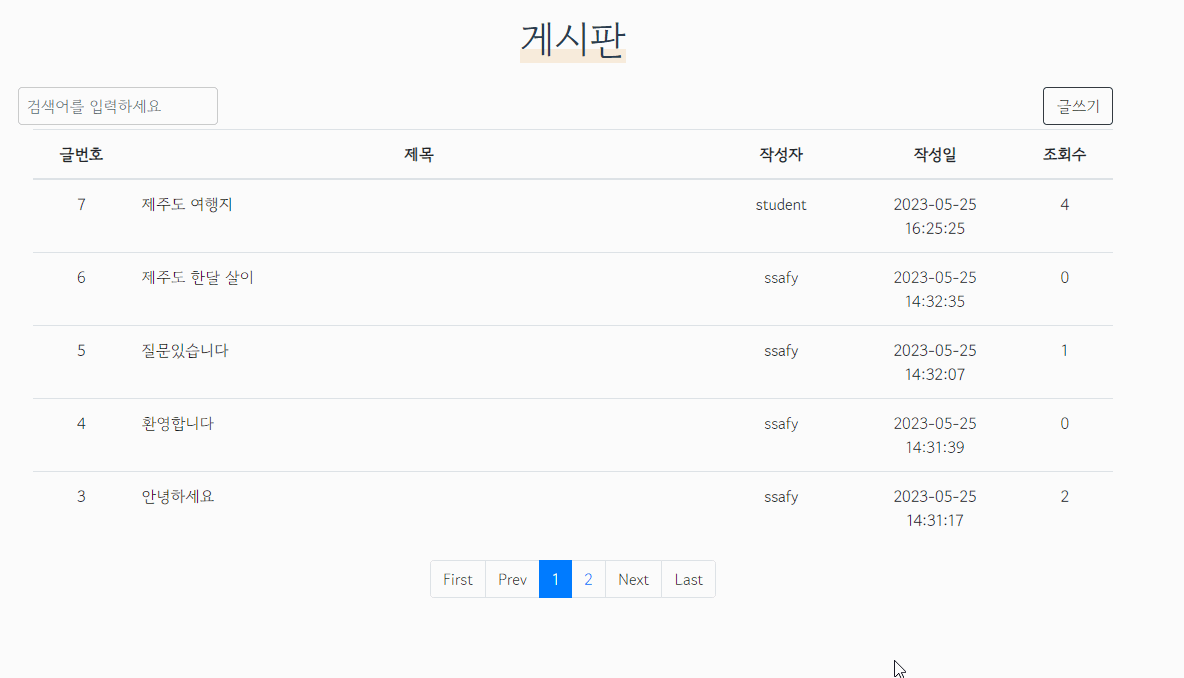 게시판
검색어를 입력하세요 글쓰기
글번호 제목 작성자 작성일 조회수
7 제주도 여행지 student 2023-05-25 4
16:25:25
6 제주도 한달 살이 ssafy 2023-05-25 0
14:32:35
5 질문있습니다 ssafy 2023-05-25 1
14:32:07
4 환영합니다 ssafy 2023-05-25 0
14:31:39
3 안녕하세요 ssafy 2023-05-25 2
14:31:17
First Prev 1 2 Next Last